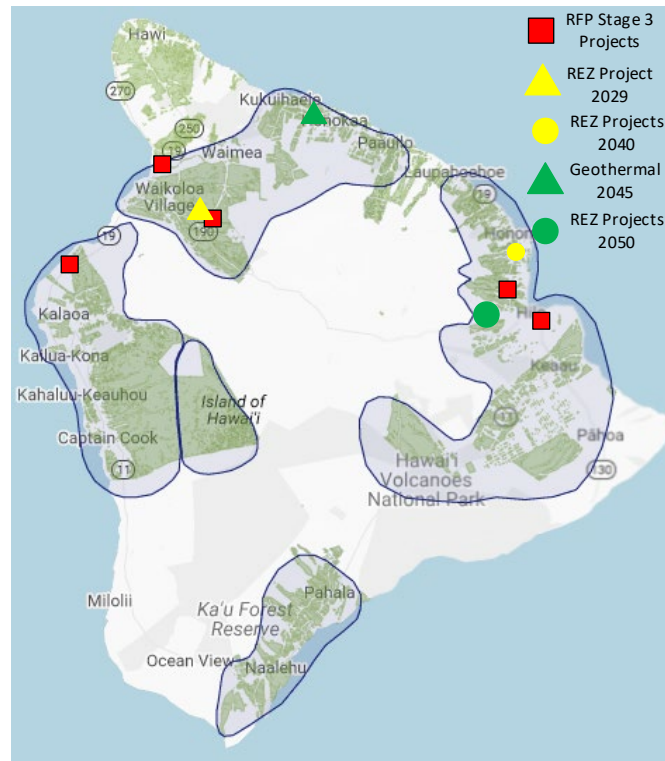 Hawi
RFP Stage 3
Projects
270
Kukuihaele
REZ Project
2029
250
19
Waimea
Paauilo
REZ Projects
2040
Laupahoehoe
Geothermal
2045
Waikoloa
Village
19
190
REZ Projects
2050
19
Kalaoa
Kailua-Kona
Keaau
Kahaluu-Keauhou
Island of
Hawai'i
11
Captain Cook
Pāhoa
11
Hawai'i
Volcanoes
National Park
130
Pahala
Milolii
Ka'u Forest
Reserve
Ocean View
Naalehu